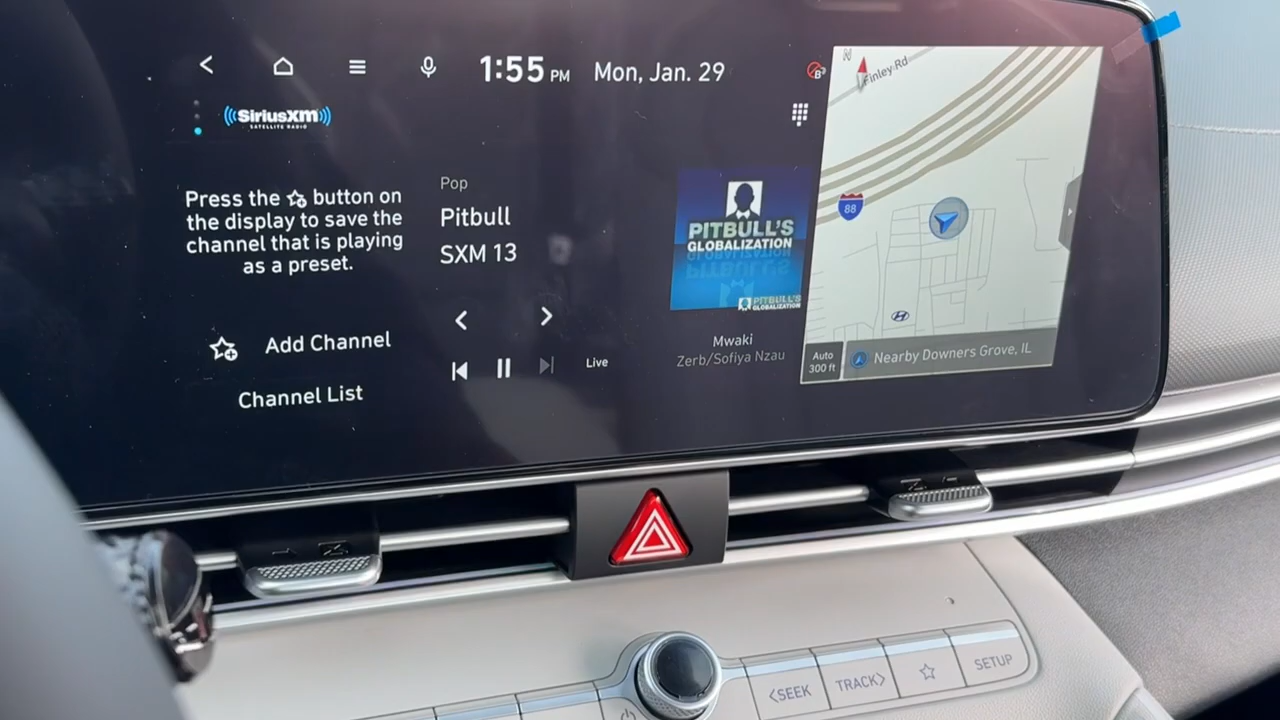 1:55 PM Mon, Jan. 29
SiriusXM
SATELLITE RADIO
Press the button on
the display to save the
channel that is playing
as a preset.
Add Channel
Channel List
Pop
Pitbull
SXM 13
Live
PITBULL'S
GLOBALIZATION
PITBULL'S
GLOBALIZATION
Mwaki
Zerb/Sofiya Nzau
N
Finley Rd
88
Auto
300 ft
Nearby Downers Grove, IL
<SEEK
TRACK>
SETUP